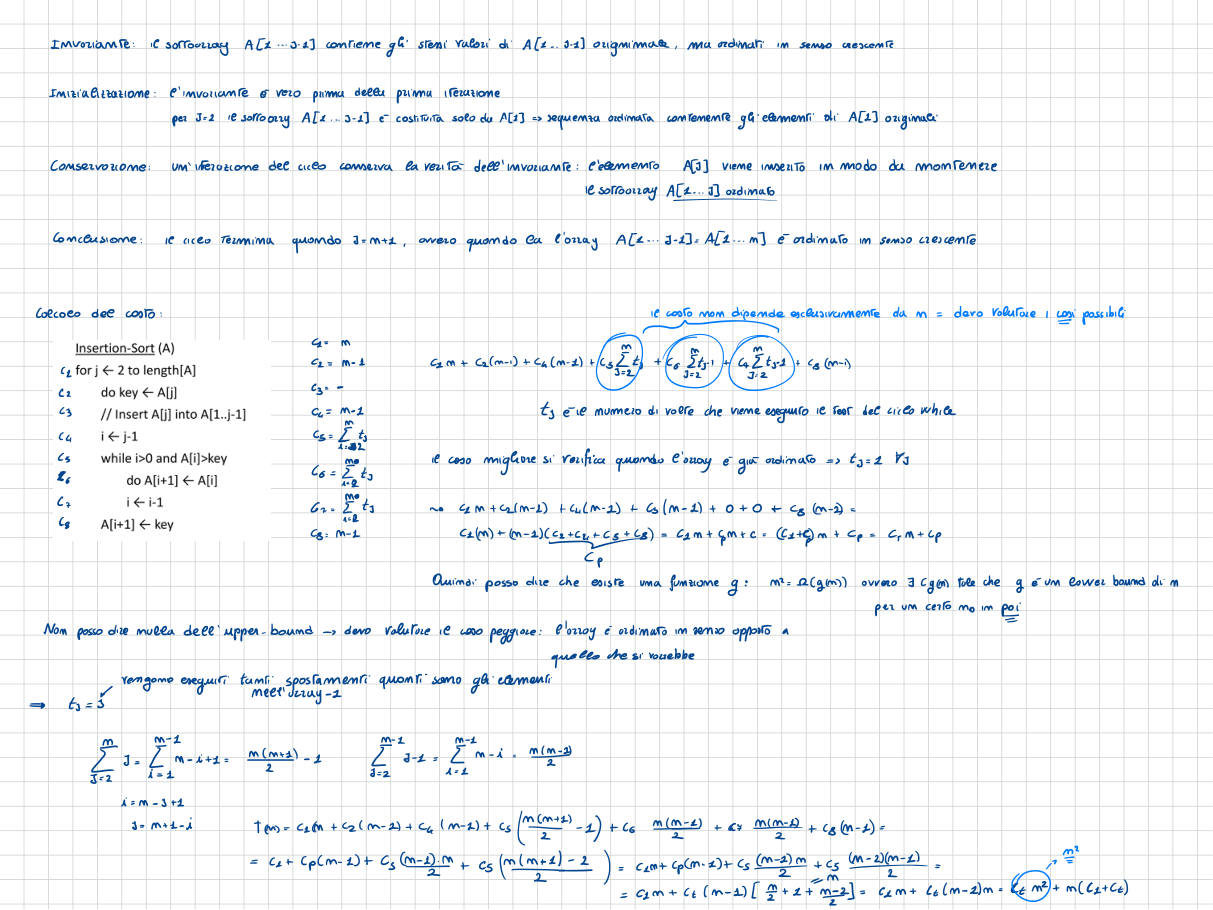 Invariante: il sottoarray A[1 ... J-1] contiene gli stessi valori di A[1 .. J-1] originimale, ma ordinati in senso crescente
Inizializzazione: l'invariante è vero prima della prima iterazione
per J=2 il sottoarray A[1 ... J-1] è costituita solo da A[1] => sequenza ordinata contenente gli elementi di A[1] originali
Conservazione: un'iterazione del ciclo conserva la verità dell'invariante: l'elemento A[J] viene inserito in modo da mantenere
il sottoarray A[1 ... J] ordinato
Conclusione: il ciclo termina quando J=n+1, ovvero quando la l'array A[1 ... J-1] = A[1 ... n] è ordinato in senso crescente
Calcolo del costo:
il costo non dipende esclusivamente da n = devo valutare i casi possibili
Insertion-Sort (A)
c1 for j ← 2 to length[A]
c2 do key ← A[j]
c3 // Insert A[j] into A[1..j-1]
c4 i ← j-1
c5 while i>0 and A[i]>key
c6 do A[i+1] ← A[i]
c7 i ← i-1
c8 A[i+1] ← key
c1 = n
c2 = n-1
c3 = -
c4 = n-1
c5 = Σ tJ
c6 = Σ tJ
c7 = Σ tJ
c8 = n-1
c1n + c2(n-1) + c4(n-1) + c5 Σ(J=2..n) tJ + c6 Σ(J=2..n) tJ-1 + c7 Σ(J=2..n) tJ-1 + c8(n-1)
tJ è il numero di volte che viene eseguito il test del ciclo while
il caso migliore si verifica quando l'array è già ordinato => tJ=1 ∀J
~> c1n + c2(n-1) + c4(n-1) + c5(n-1) + 0 + 0 + c8(n-1) =
c1(n) + (n-1)(c2+c4+c5+c8) = c1n + cpn + c = (c1+cp)n + cp = crn + cp
cp
Quindi posso dire che esiste una funzione g: n² = Ω(g(n)) ovvero ∃ cg(n) tale che g è un lower bound di n
per un certo n0 in poi
Non posso dire nulla dell'upper-bound → devo valutare il caso peggiore: l'array è ordinato in senso opposto a
quello che si vorrebbe
vengono eseguiti tanti spostamenti quanti sono gli elementi
nell'array-1
=> tJ = J
Σ(J=2..n) J = Σ(i=1..n-1) n-i+1 = n(n+1)/2 - 1 Σ(J=2..n-1) J-1 = Σ(i=1..n-1) n-i = n(n-1)/2
i = n-J+1
J = n+1-i
T(n) = c1n + c2(n-1) + c4(n-1) + c5(n(n+1)/2 - 1) + c6 n(n-1)/2 + c7 n(n-1)/2 + c8(n-1) =
= c1 + cp(n-1) + c5 (n-1)·n/2 + c5 (n(n+1)-2/2) = c1n + cp(n-1) + c5 (n-1)n/2 + c5 (n-2)(n-1)/2 =
= c1n + ct(n-1)[n/2 + 1 + n-2/2] = c1n + ct(n-1)n = ct n² + n(c1+ct)
n
n²